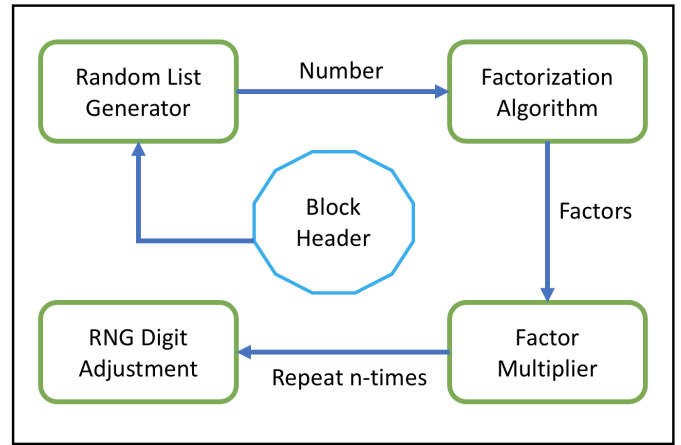 Random List
Generator
Number
Factorization
Algorithm
Block
Header
Factors
RNG Digit
Adjustment
Repeat n-times
Factor
Multiplier